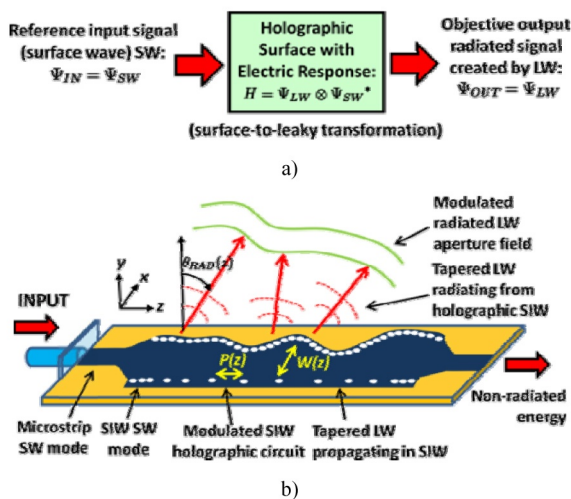 Reference input signal
(surface wave) SW:
Ψ_IN = Ψ_SW
Holographic
Surface with
Electric Response:
H = Ψ_LW ⊗ Ψ_SW*
Objective output
radiated signal
created by LW:
Ψ_OUT = Ψ_LW
(surface-to-leaky transformation)
a)
Modulated
radiated LW
aperture field
θ_RAD(z)
y
x
z
Tapered LW
radiating from
holographic SIW
INPUT
P(z)
W(z)
Non-radiated
energy
Microstrip
SW mode
SIW SW
mode
Modulated SIW
holographic circuit
Tapered LW
propagating in SIW
b)